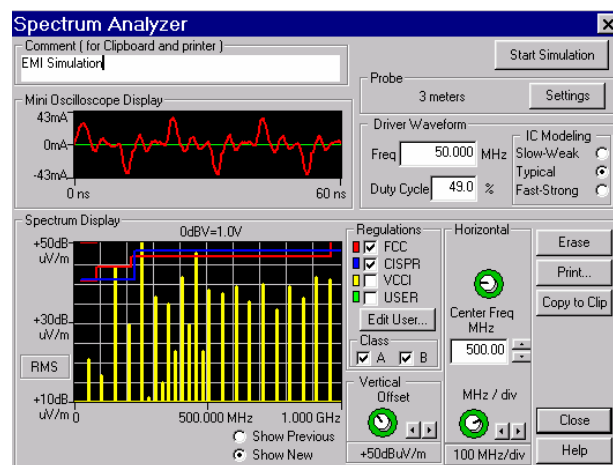 Spectrum Analyzer
Comment ( for Clipboard and printer )
EMI Simulation
Start Simulation
Probe
3 meters
Settings
Mini Oscilloscope Display
43mA
0mA
-43mA
0 ns
60 ns
Driver Waveform
Freq 50.000 MHz
Duty Cycle 49.0 %
IC Modeling
Slow-Weak
Typical
Fast-Strong
Spectrum Display
0dBV=1.0V
+50dB
uV/m
+30dB
uV/m
RMS
+10dB
uV/m
0
500.000 MHz
1.000 GHz
Show Previous
Show New
Regulations
FCC
CISPR
VCCI
USER
Edit User...
Class
A B
Vertical
Offset
+50dBuV/m
Horizontal
Center Freq
MHz
500.00
MHz / div
100 MHz/div
Erase
Print...
Copy to Clip
Close
Help